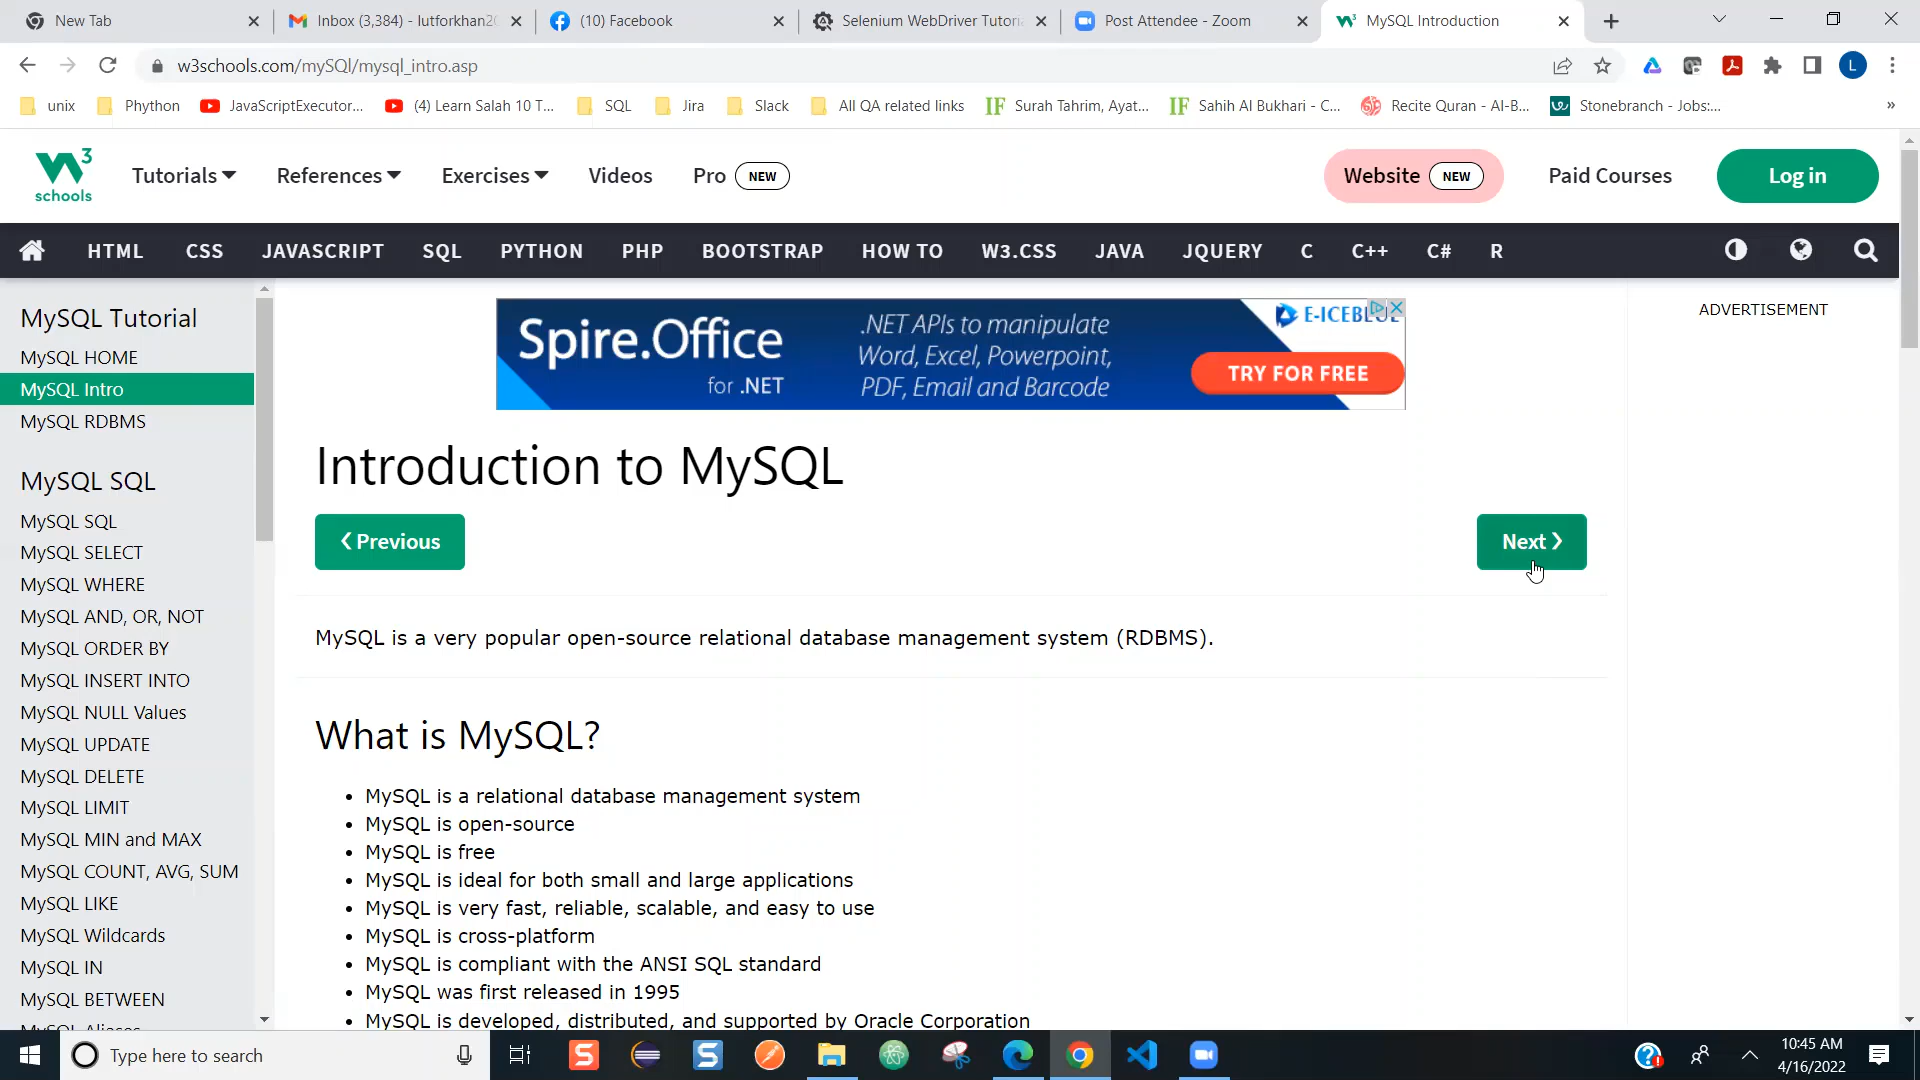 New Tab
Inbox (3,384) - lutforkhan20
(10) Facebook
Selenium WebDriver Tutoria
Post Attendee - Zoom
MySQL Introduction
w3schools.com/mySQl/mysql_intro.asp
L
unix
Phython
JavaScriptExecutor...
(4) Learn Salah 10 T...
SQL
Jira
Slack
All QA related links
IF Surah Tahrim, Ayat...
IF Sahih Al Bukhari - C...
Recite Quran - Al-B...
Stonebranch - Jobs:...
»
W3 schools
Tutorials
References
Exercises
Videos
Pro NEW
Website NEW
Paid Courses
Log in
HTML
CSS
JAVASCRIPT
SQL
PYTHON
PHP
BOOTSTRAP
HOW TO
W3.CSS
JAVA
JQUERY
C
C++
C#
R
MySQL Tutorial
MySQL HOME
MySQL Intro
MySQL RDBMS
MySQL SQL
MySQL SQL
MySQL SELECT
MySQL WHERE
MySQL AND, OR, NOT
MySQL ORDER BY
MySQL INSERT INTO
MySQL NULL Values
MySQL UPDATE
MySQL DELETE
MySQL LIMIT
MySQL MIN and MAX
MySQL COUNT, AVG, SUM
MySQL LIKE
MySQL Wildcards
MySQL IN
MySQL BETWEEN
MySQL Aliases
Spire.Office
for .NET
.NET APIs to manipulate
Word, Excel, Powerpoint,
PDF, Email and Barcode
E-ICEBLUE
TRY FOR FREE
ADVERTISEMENT
Introduction to MySQL
❮ Previous
Next ❯
MySQL is a very popular open-source relational database management system (RDBMS).
What is MySQL?
• MySQL is a relational database management system
• MySQL is open-source
• MySQL is free
• MySQL is ideal for both small and large applications
• MySQL is very fast, reliable, scalable, and easy to use
• MySQL is cross-platform
• MySQL is compliant with the ANSI SQL standard
• MySQL was first released in 1995
• MySQL is developed, distributed, and supported by Oracle Corporation
Type here to search
10:45 AM
4/16/2022